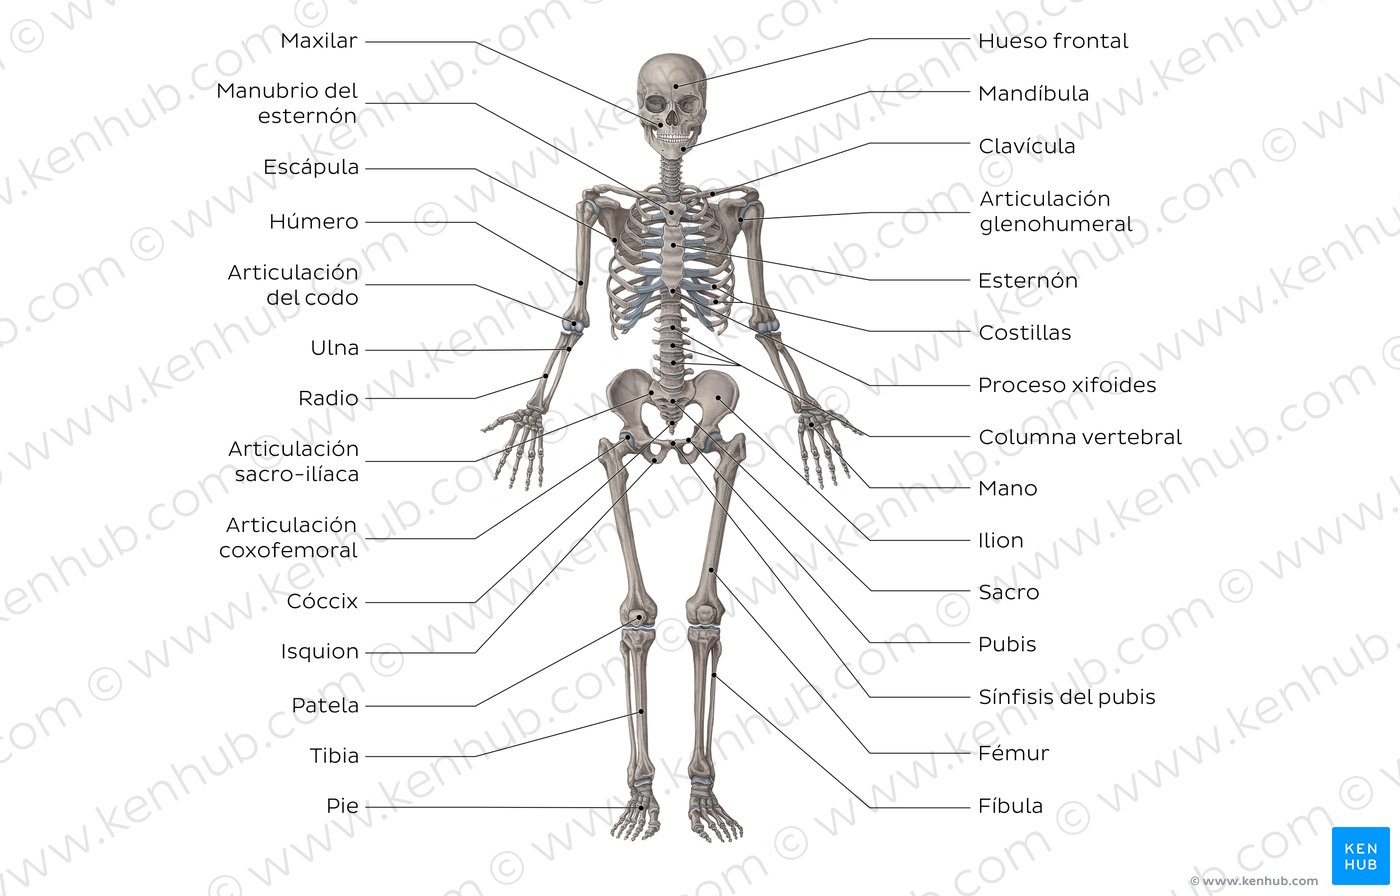 Maxilar
Manubrio del
esternón
Escápula
Húmero
Articulación
del codo
Ulna
Radio
Articulación
sacro-ilíaca
Articulación
coxofemoral
Cóccix
Isquion
Patela
Tibia
Pie
Hueso frontal
Mandíbula
Clavícula
Articulación
glenohumeral
Esternón
Costillas
Proceso xifoides
Columna vertebral
Mano
Ilion
Sacro
Pubis
Sínfisis del pubis
Fémur
Fíbula
KEN
HUB
© www.kenhub.com